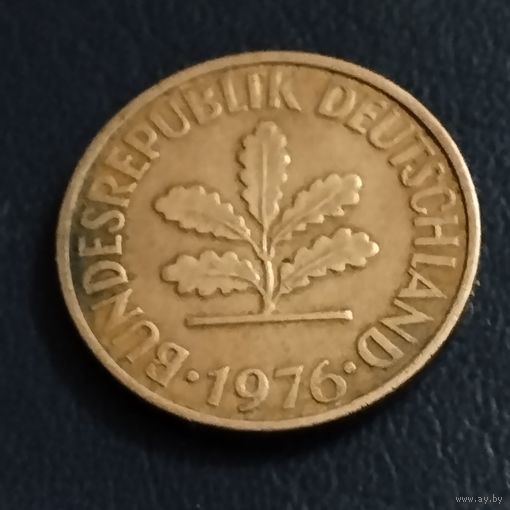 BUNDESREPUBLIK DEUTSCHLAND
· 1976 ·
www.ay.by